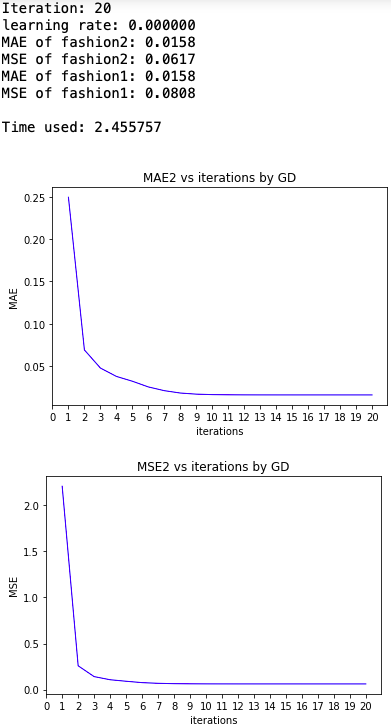 Iteration: 20
learning rate: 0.000000
MAE of fashion2: 0.0158
MSE of fashion2: 0.0617
MAE of fashion1: 0.0158
MSE of fashion1: 0.0808
Time used: 2.455757
MAE2 vs iterations by GD
0.25
0.20
0.15
0.10
0.05
MAE
0 1 2 3 4 5 6 7 8 9 10 11 12 13 14 15 16 17 18 19 20
iterations
MSE2 vs iterations by GD
2.0
1.5
1.0
0.5
0.0
MSE
0 1 2 3 4 5 6 7 8 9 10 11 12 13 14 15 16 17 18 19 20
iterations